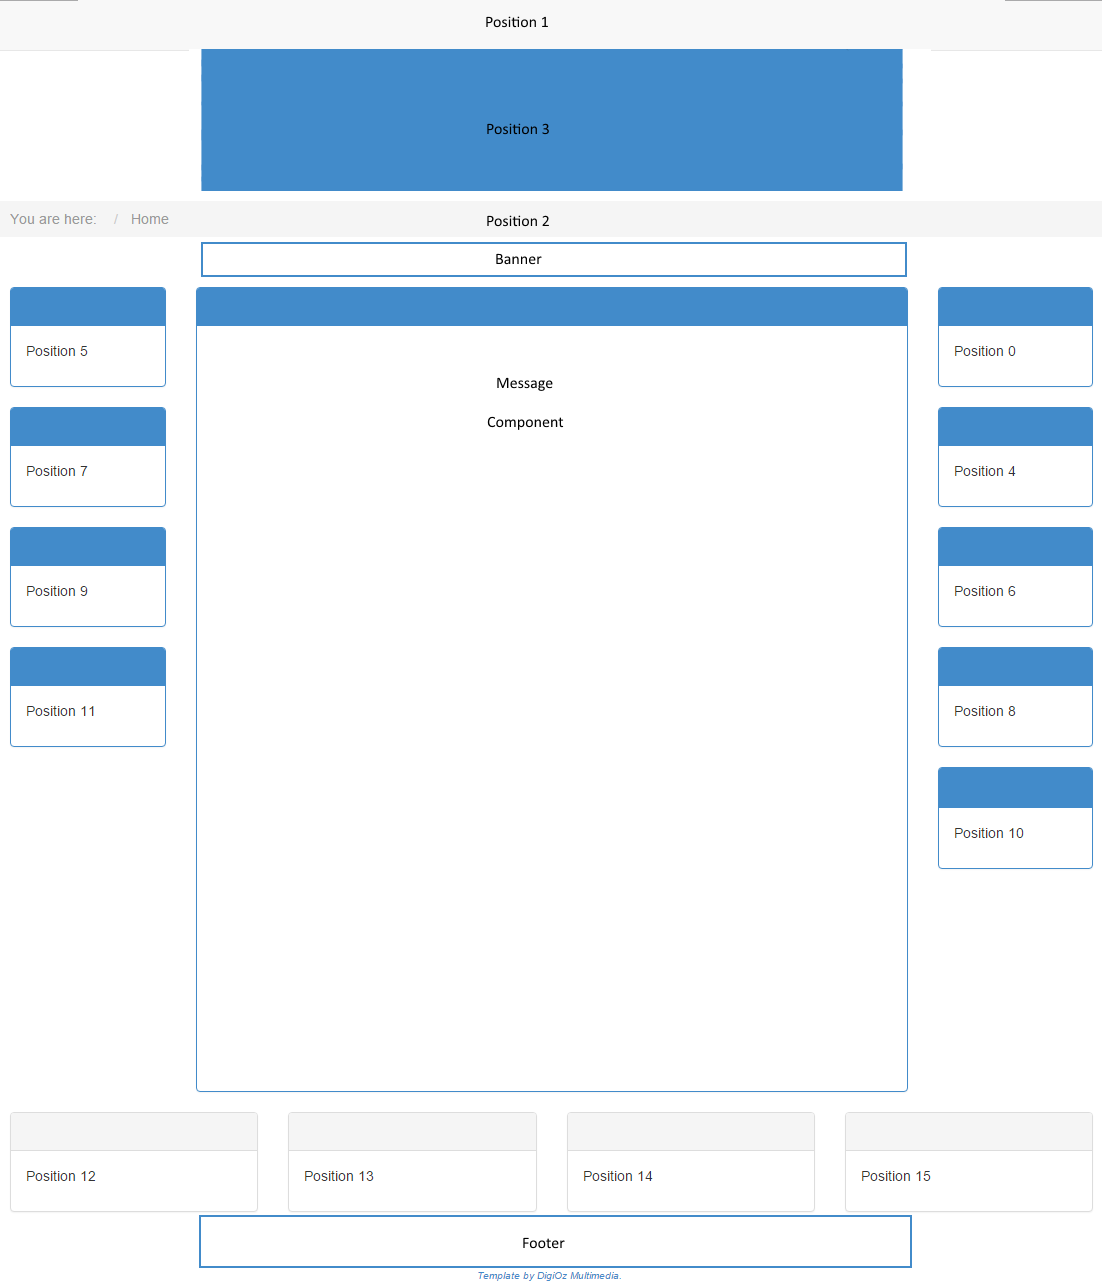 Position 1
Position 3
You are here: / Home
Position 2
Banner
Position 5
Position 0
Message
Component
Position 7
Position 4
Position 9
Position 6
Position 11
Position 8
Position 10
Position 12
Position 13
Position 14
Position 15
Footer
Template by DigiOz Multimedia.